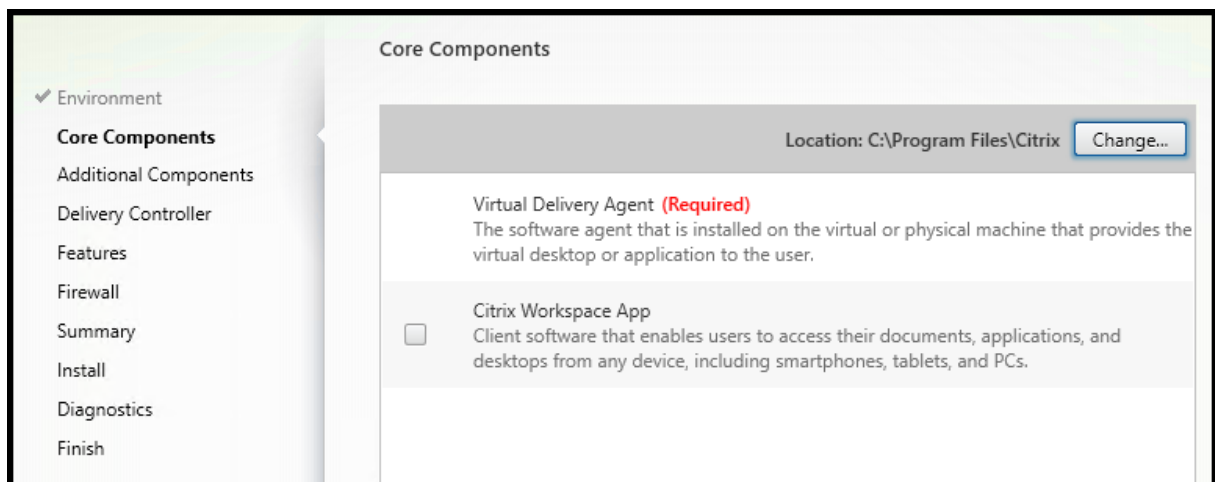 Core Components
Environment
Core Components
Additional Components
Delivery Controller
Features
Firewall
Summary
Install
Diagnostics
Finish
Location: C:\Program Files\Citrix Change...
Virtual Delivery Agent (Required)
The software agent that is installed on the virtual or physical machine that provides the
virtual desktop or application to the user.
Citrix Workspace App
Client software that enables users to access their documents, applications, and
desktops from any device, including smartphones, tablets, and PCs.